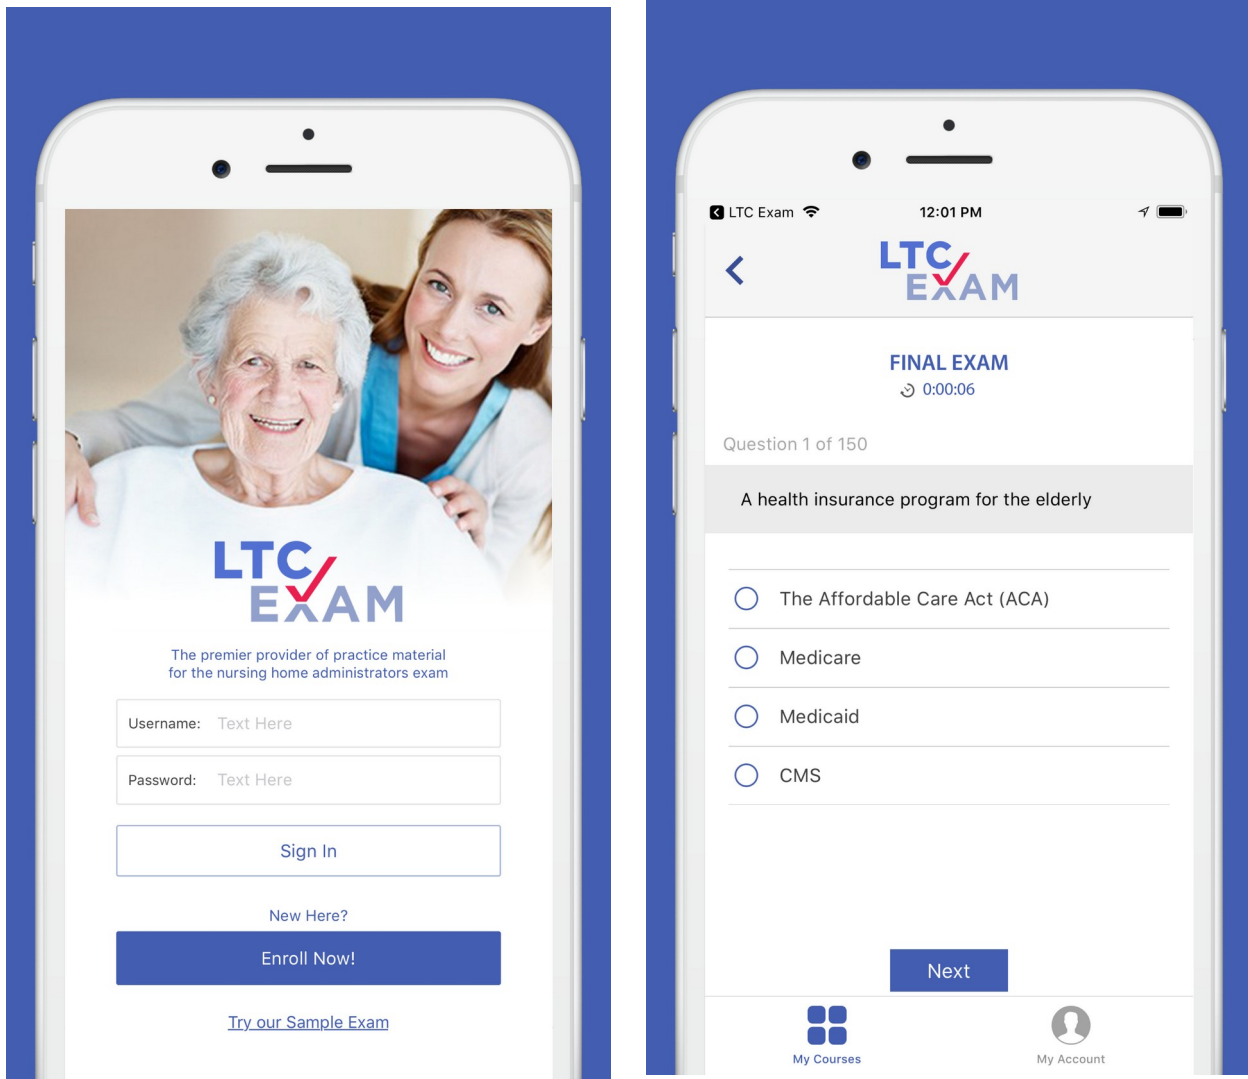 LTC
EXAM
The premier provider of practice material
for the nursing home administrators exam
Username: Text Here
Password: Text Here
Sign In
New Here?
Enroll Now!
Try our Sample Exam
LTC Exam 12:01 PM
LTC
EXAM
FINAL EXAM
0:00:06
Question 1 of 150
A health insurance program for the elderly
The Affordable Care Act (ACA)
Medicare
Medicaid
CMS
Next
My Courses My Account